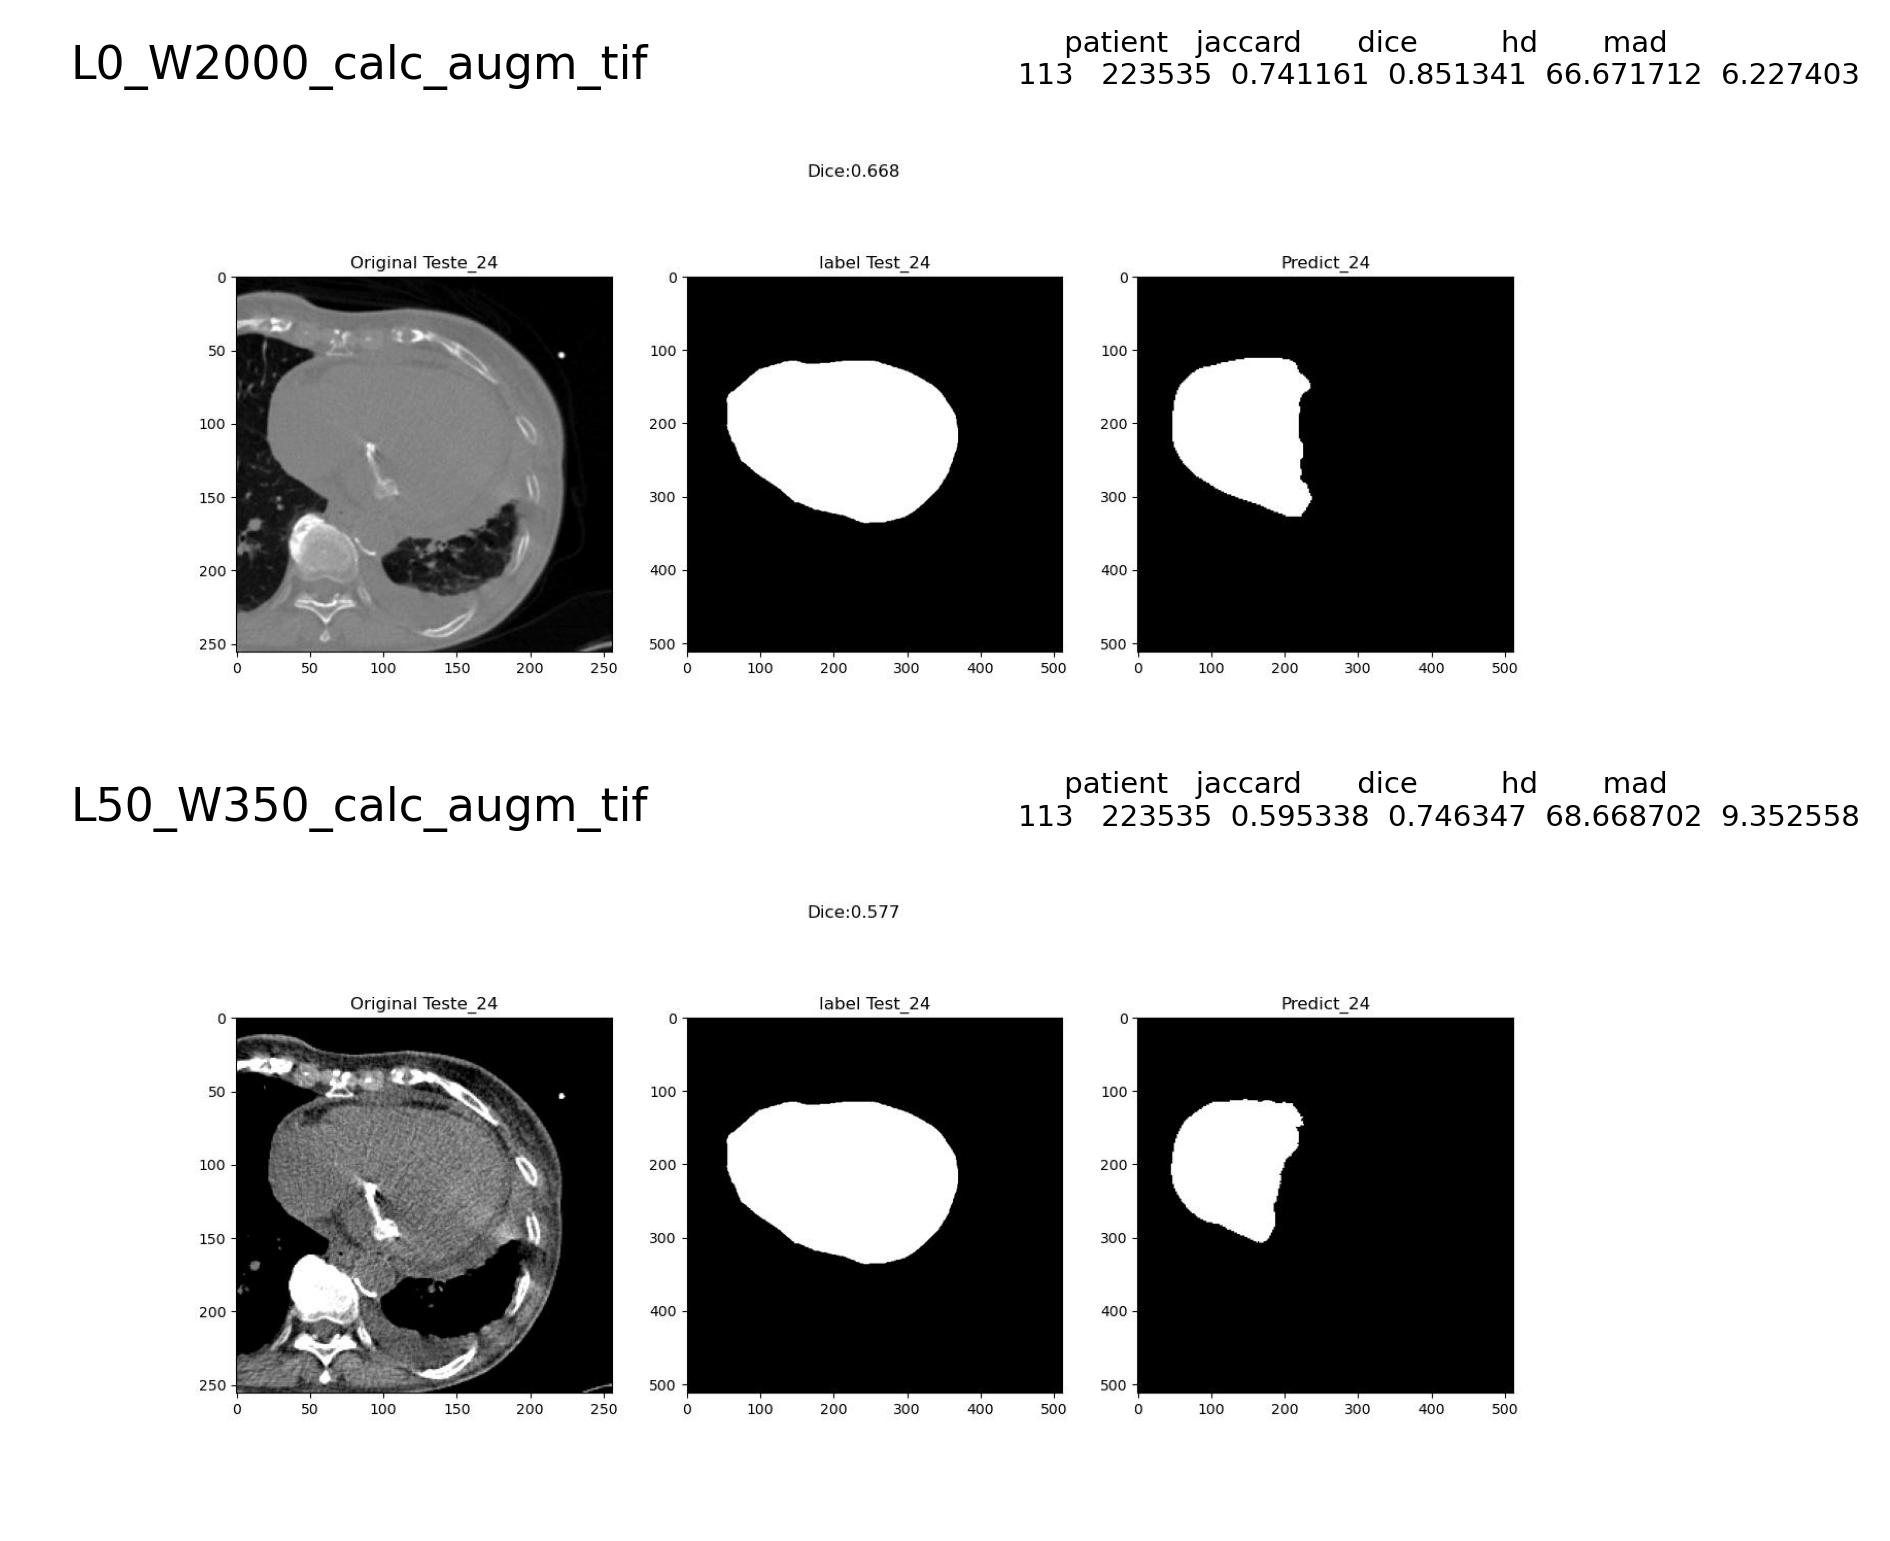 L0_W2000_calc_augm_tif
patient jaccard dice hd mad
113 223535 0.741161 0.851341 66.671712 6.227403
Dice:0.668
Original Teste_24
label Test_24
Predict_24
0
50
100
150
200
250
0 50 100 150 200 250
0
100
200
300
400
500
0 100 200 300 400 500
0
100
200
300
400
500
0 100 200 300 400 500
L50_W350_calc_augm_tif
patient jaccard dice hd mad
113 223535 0.595338 0.746347 68.668702 9.352558
Dice:0.577
Original Teste_24
label Test_24
Predict_24
0
50
100
150
200
250
0 50 100 150 200 250
0
100
200
300
400
500
0 100 200 300 400 500
0
100
200
300
400
500
0 100 200 300 400 500